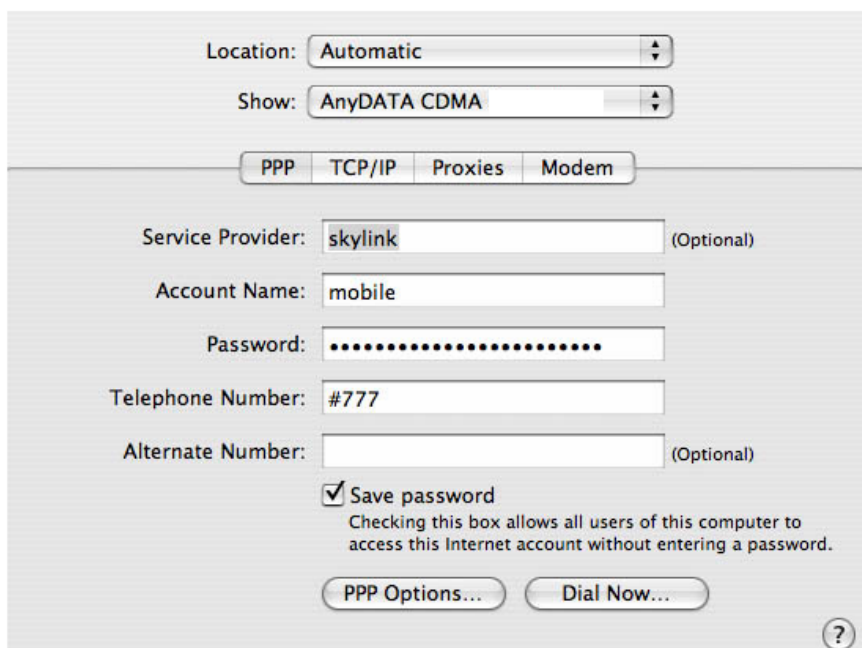 Location: Automatic
Show: AnyDATA CDMA
PPP TCP/IP Proxies Modem
Service Provider: skylink (Optional)
Account Name: mobile
Password: ••••••••••••••••••••••••
Telephone Number: #777
Alternate Number: (Optional)
Save password
Checking this box allows all users of this computer to
access this Internet account without entering a password.
PPP Options... Dial Now...
?